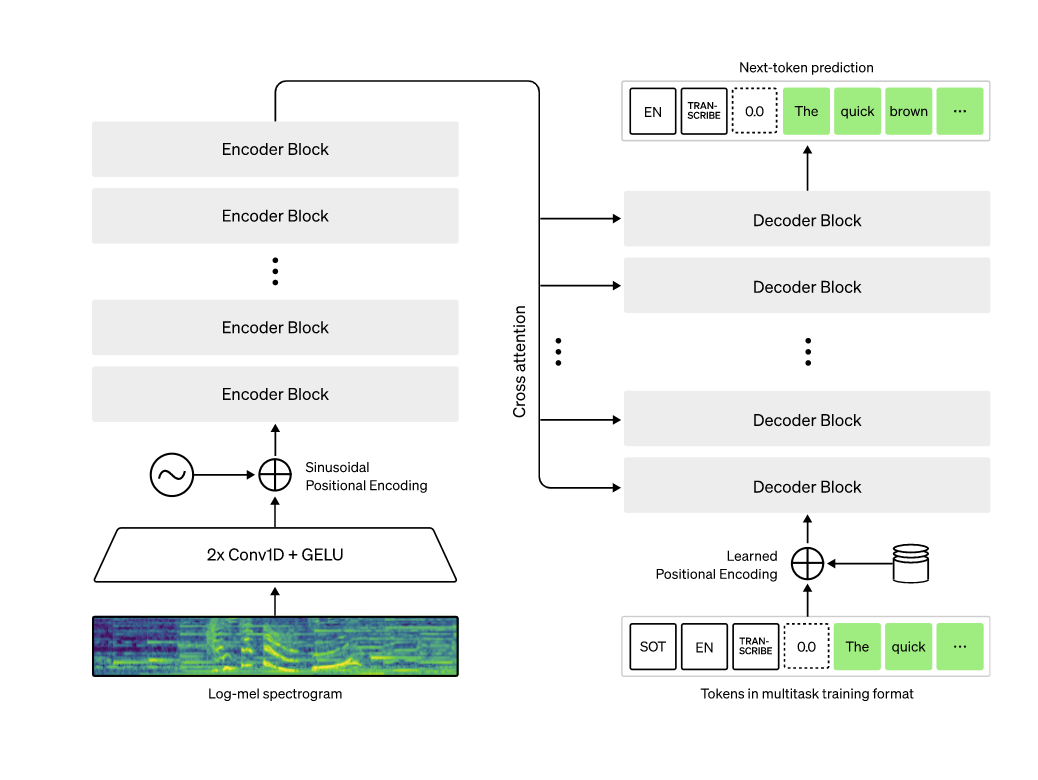 Next-token prediction
EN TRAN-SCRIBE 0.0 The quick brown ...
Encoder Block
Encoder Block
Encoder Block
Encoder Block
Sinusoidal
Positional Encoding
2x Conv1D + GELU
Log-mel spectrogram
Cross attention
Decoder Block
Decoder Block
Decoder Block
Decoder Block
Learned
Positional Encoding
SOT EN TRAN-SCRIBE 0.0 The quick ...
Tokens in multitask training format